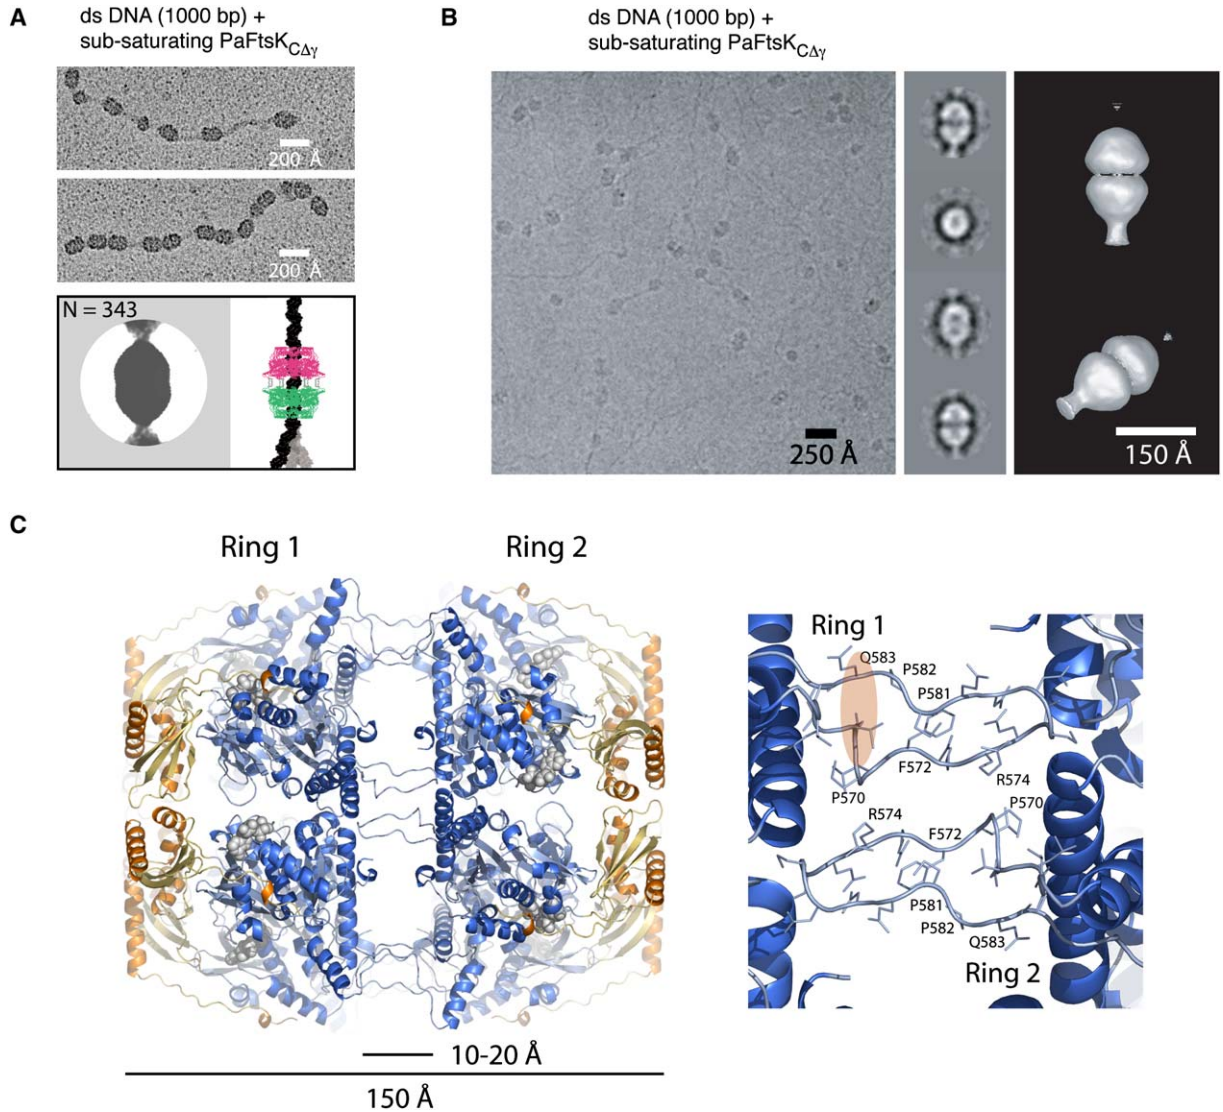 A
ds DNA (1000 bp) +
sub-saturating PaFtsKCΔγ
200 Å
200 Å
N = 343
B
ds DNA (1000 bp) +
sub-saturating PaFtsKCΔγ
250 Å
150 Å
C
Ring 1
Ring 2
10-20 Å
150 Å
Ring 1
Q583
P582
P581
F572
R574
P570
P570
R574
F572
P581
P582
Q583
Ring 2